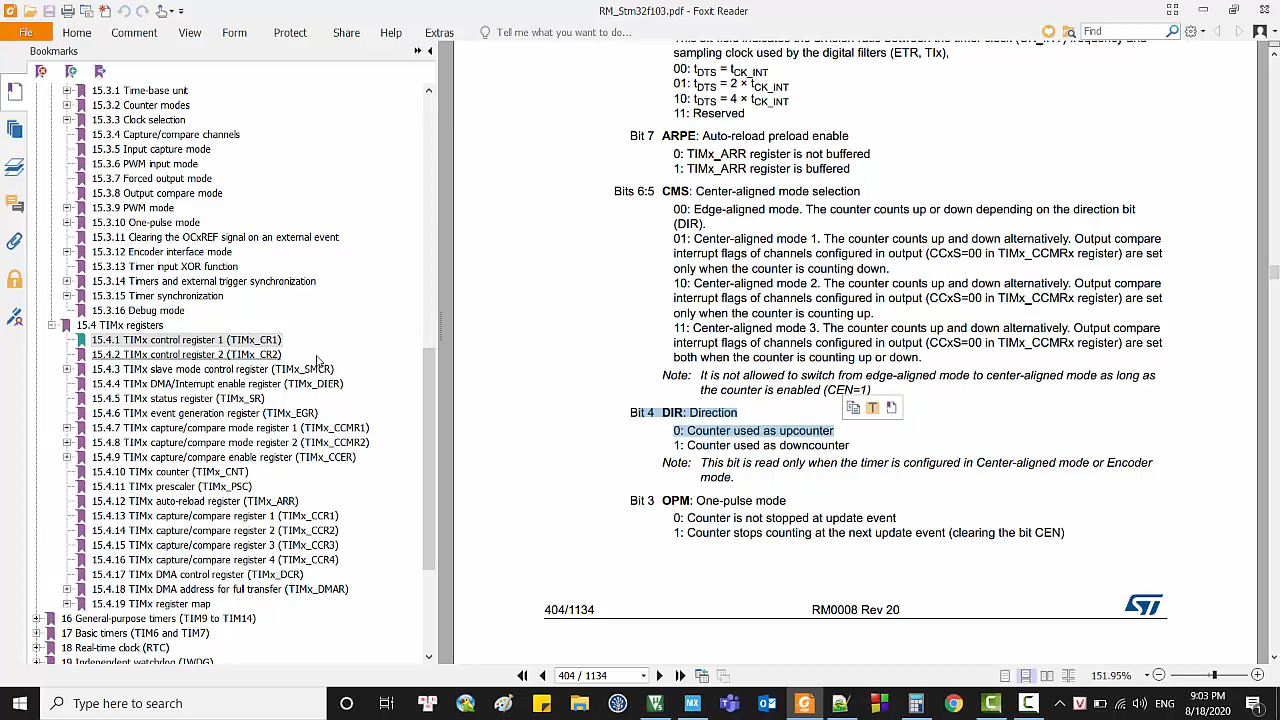 RM_Stm32f103.pdf - Foxit Reader
File Home Comment View Form Protect Share Help Extras Tell me what you want to do... Find
Bookmarks
15.3.1 Time-base unit
15.3.2 Counter modes
15.3.3 Clock selection
15.3.4 Capture/compare channels
15.3.5 Input capture mode
15.3.6 PWM input mode
15.3.7 Forced output mode
15.3.8 Output compare mode
15.3.9 PWM mode
15.3.10 One-pulse mode
15.3.11 Clearing the OCxREF signal on an external event
15.3.12 Encoder interface mode
15.3.13 Timer input XOR function
15.3.14 Timers and external trigger synchronization
15.3.15 Timer synchronization
15.3.16 Debug mode
15.4 TIMx registers
15.4.1 TIMx control register 1 (TIMx_CR1)
15.4.2 TIMx control register 2 (TIMx_CR2)
15.4.3 TIMx slave mode control register (TIMx_SMCR)
15.4.4 TIMx DMA/Interrupt enable register (TIMx_DIER)
15.4.5 TIMx status register (TIMx_SR)
15.4.6 TIMx event generation register (TIMx_EGR)
15.4.7 TIMx capture/compare mode register 1 (TIMx_CCMR1)
15.4.8 TIMx capture/compare mode register 2 (TIMx_CCMR2)
15.4.9 TIMx capture/compare enable register (TIMx_CCER)
15.4.10 TIMx counter (TIMx_CNT)
15.4.11 TIMx prescaler (TIMx_PSC)
15.4.12 TIMx auto-reload register (TIMx_ARR)
15.4.13 TIMx capture/compare register 1 (TIMx_CCR1)
15.4.14 TIMx capture/compare register 2 (TIMx_CCR2)
15.4.15 TIMx capture/compare register 3 (TIMx_CCR3)
15.4.16 TIMx capture/compare register 4 (TIMx_CCR4)
15.4.17 TIMx DMA control register (TIMx_DCR)
15.4.18 TIMx DMA address for full transfer (TIMx_DMAR)
15.4.19 TIMx register map
16 General-purpose timers (TIM9 to TIM14)
17 Basic timers (TIM6 and TIM7)
18 Real-time clock (RTC)
19 Independent watchdog (IWDG)
sampling clock used by the digital filters (ETR, TIx),
00: tDTS = tCK_INT
01: tDTS = 2 × tCK_INT
10: tDTS = 4 × tCK_INT
11: Reserved
Bit 7 ARPE: Auto-reload preload enable
0: TIMx_ARR register is not buffered
1: TIMx_ARR register is buffered
Bits 6:5 CMS: Center-aligned mode selection
00: Edge-aligned mode. The counter counts up or down depending on the direction bit
(DIR).
01: Center-aligned mode 1. The counter counts up and down alternatively. Output compare
interrupt flags of channels configured in output (CCxS=00 in TIMx_CCMRx register) are set
only when the counter is counting down.
10: Center-aligned mode 2. The counter counts up and down alternatively. Output compare
interrupt flags of channels configured in output (CCxS=00 in TIMx_CCMRx register) are set
only when the counter is counting up.
11: Center-aligned mode 3. The counter counts up and down alternatively. Output compare
interrupt flags of channels configured in output (CCxS=00 in TIMx_CCMRx register) are set
both when the counter is counting up or down.
Note: It is not allowed to switch from edge-aligned mode to center-aligned mode as long as
the counter is enabled (CEN=1)
Bit 4 DIR: Direction
0: Counter used as upcounter
1: Counter used as downcounter
Note: This bit is read only when the timer is configured in Center-aligned mode or Encoder
mode.
Bit 3 OPM: One-pulse mode
0: Counter is not stopped at update event
1: Counter stops counting at the next update event (clearing the bit CEN)
404/1134 RM0008 Rev 20 ST
404 / 1134 151.95%
Type here to search ENG 9:03 PM
8/18/2020